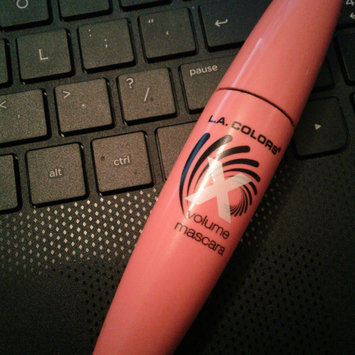 L
? /
pause
alt
ctrl
L.A. COLORS®
X
volume
mascara